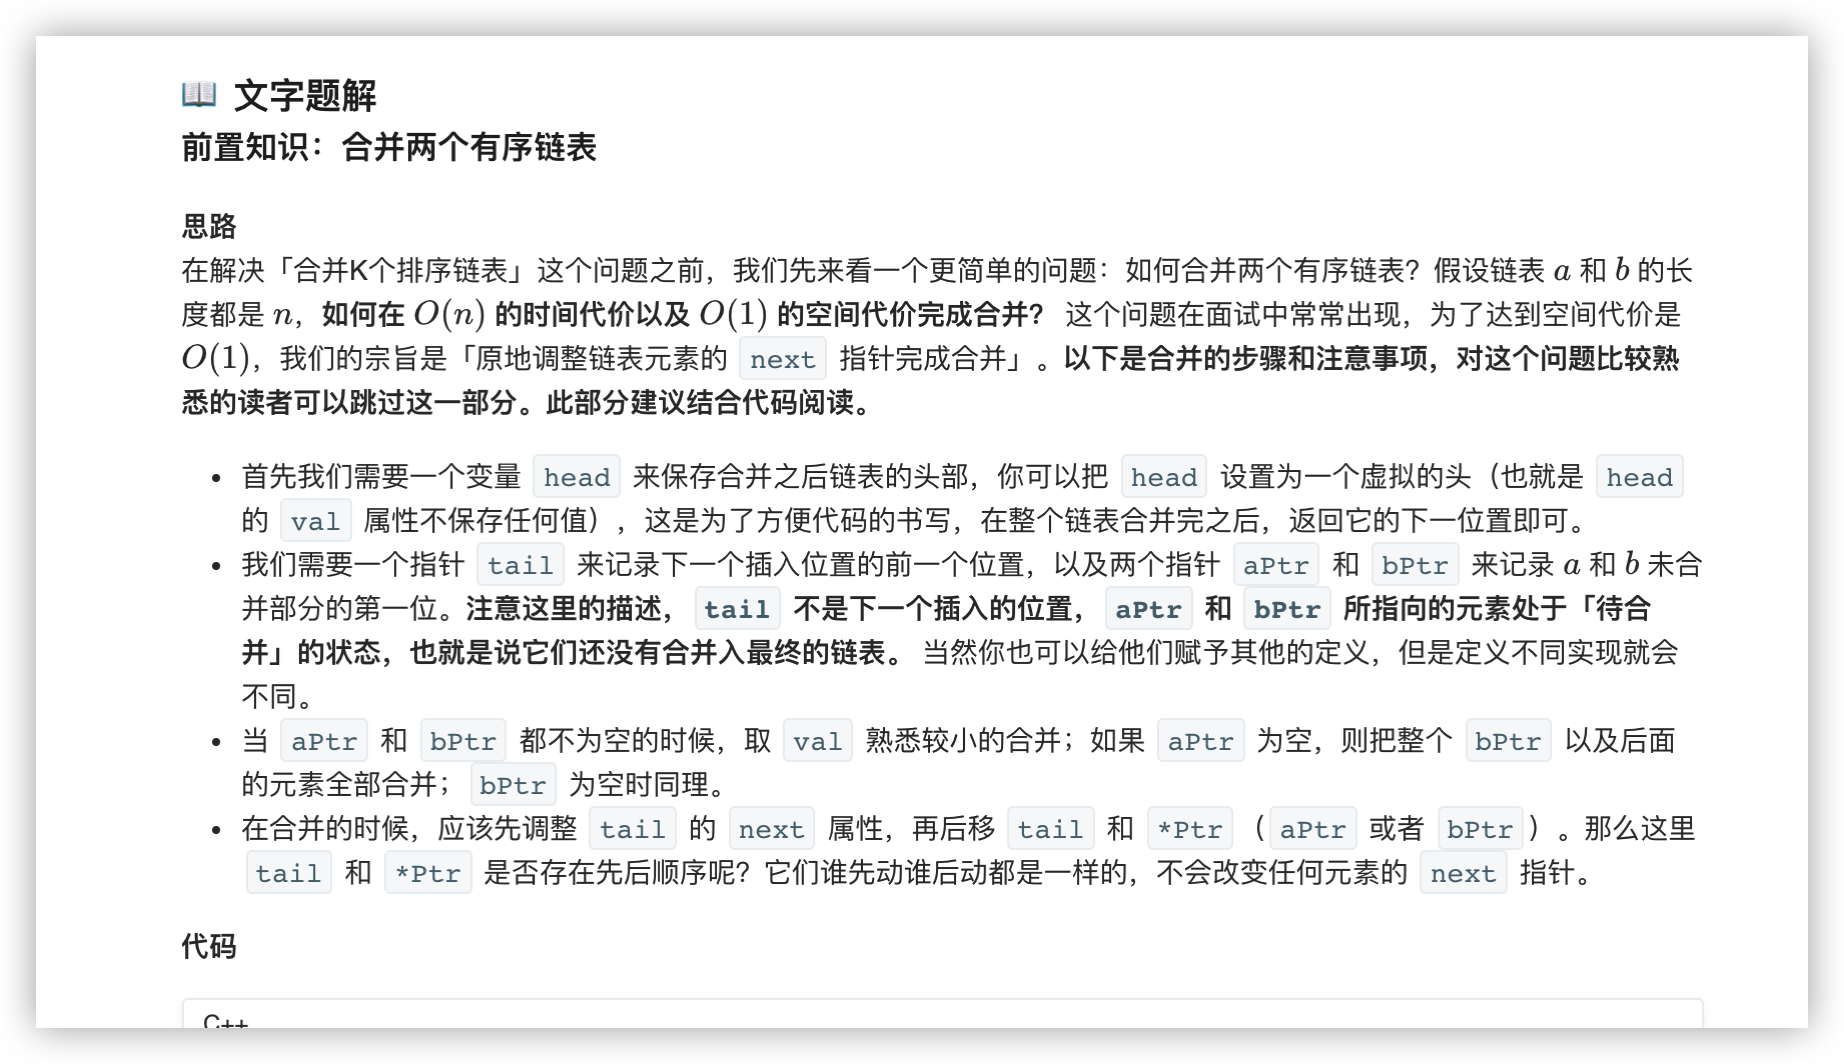 📖 文字题解
前置知识：合并两个有序链表
思路
在解决「合并K个排序链表」这个问题之前，我们先来看一个更简单的问题：如何合并两个有序链表？假设链表 a 和 b 的长
度都是 n，如何在 O(n) 的时间代价以及 O(1) 的空间代价完成合并？ 这个问题在面试中常常出现，为了达到空间代价是
O(1)，我们的宗旨是「原地调整链表元素的 next 指针完成合并」。以下是合并的步骤和注意事项，对这个问题比较熟
悉的读者可以跳过这一部分。此部分建议结合代码阅读。
• 首先我们需要一个变量 head 来保存合并之后链表的头部，你可以把 head 设置为一个虚拟的头（也就是 head
的 val 属性不保存任何值），这是为了方便代码的书写，在整个链表合并完之后，返回它的下一位置即可。
• 我们需要一个指针 tail 来记录下一个插入位置的前一个位置，以及两个指针 aPtr 和 bPtr 来记录 a 和 b 未合
并部分的第一位。注意这里的描述， tail 不是下一个插入的位置， aPtr 和 bPtr 所指向的元素处于「待合
并」的状态，也就是说它们还没有合并入最终的链表。 当然你也可以给他们赋予其他的定义，但是定义不同实现就会
不同。
• 当 aPtr 和 bPtr 都不为空的时候，取 val 熟悉较小的合并；如果 aPtr 为空，则把整个 bPtr 以及后面
的元素全部合并； bPtr 为空时同理。
• 在合并的时候，应该先调整 tail 的 next 属性，再后移 tail 和 *Ptr （ aPtr 或者 bPtr ）。那么这里
tail 和 *Ptr 是否存在先后顺序呢？它们谁先动谁后动都是一样的，不会改变任何元素的 next 指针。
代码
C++